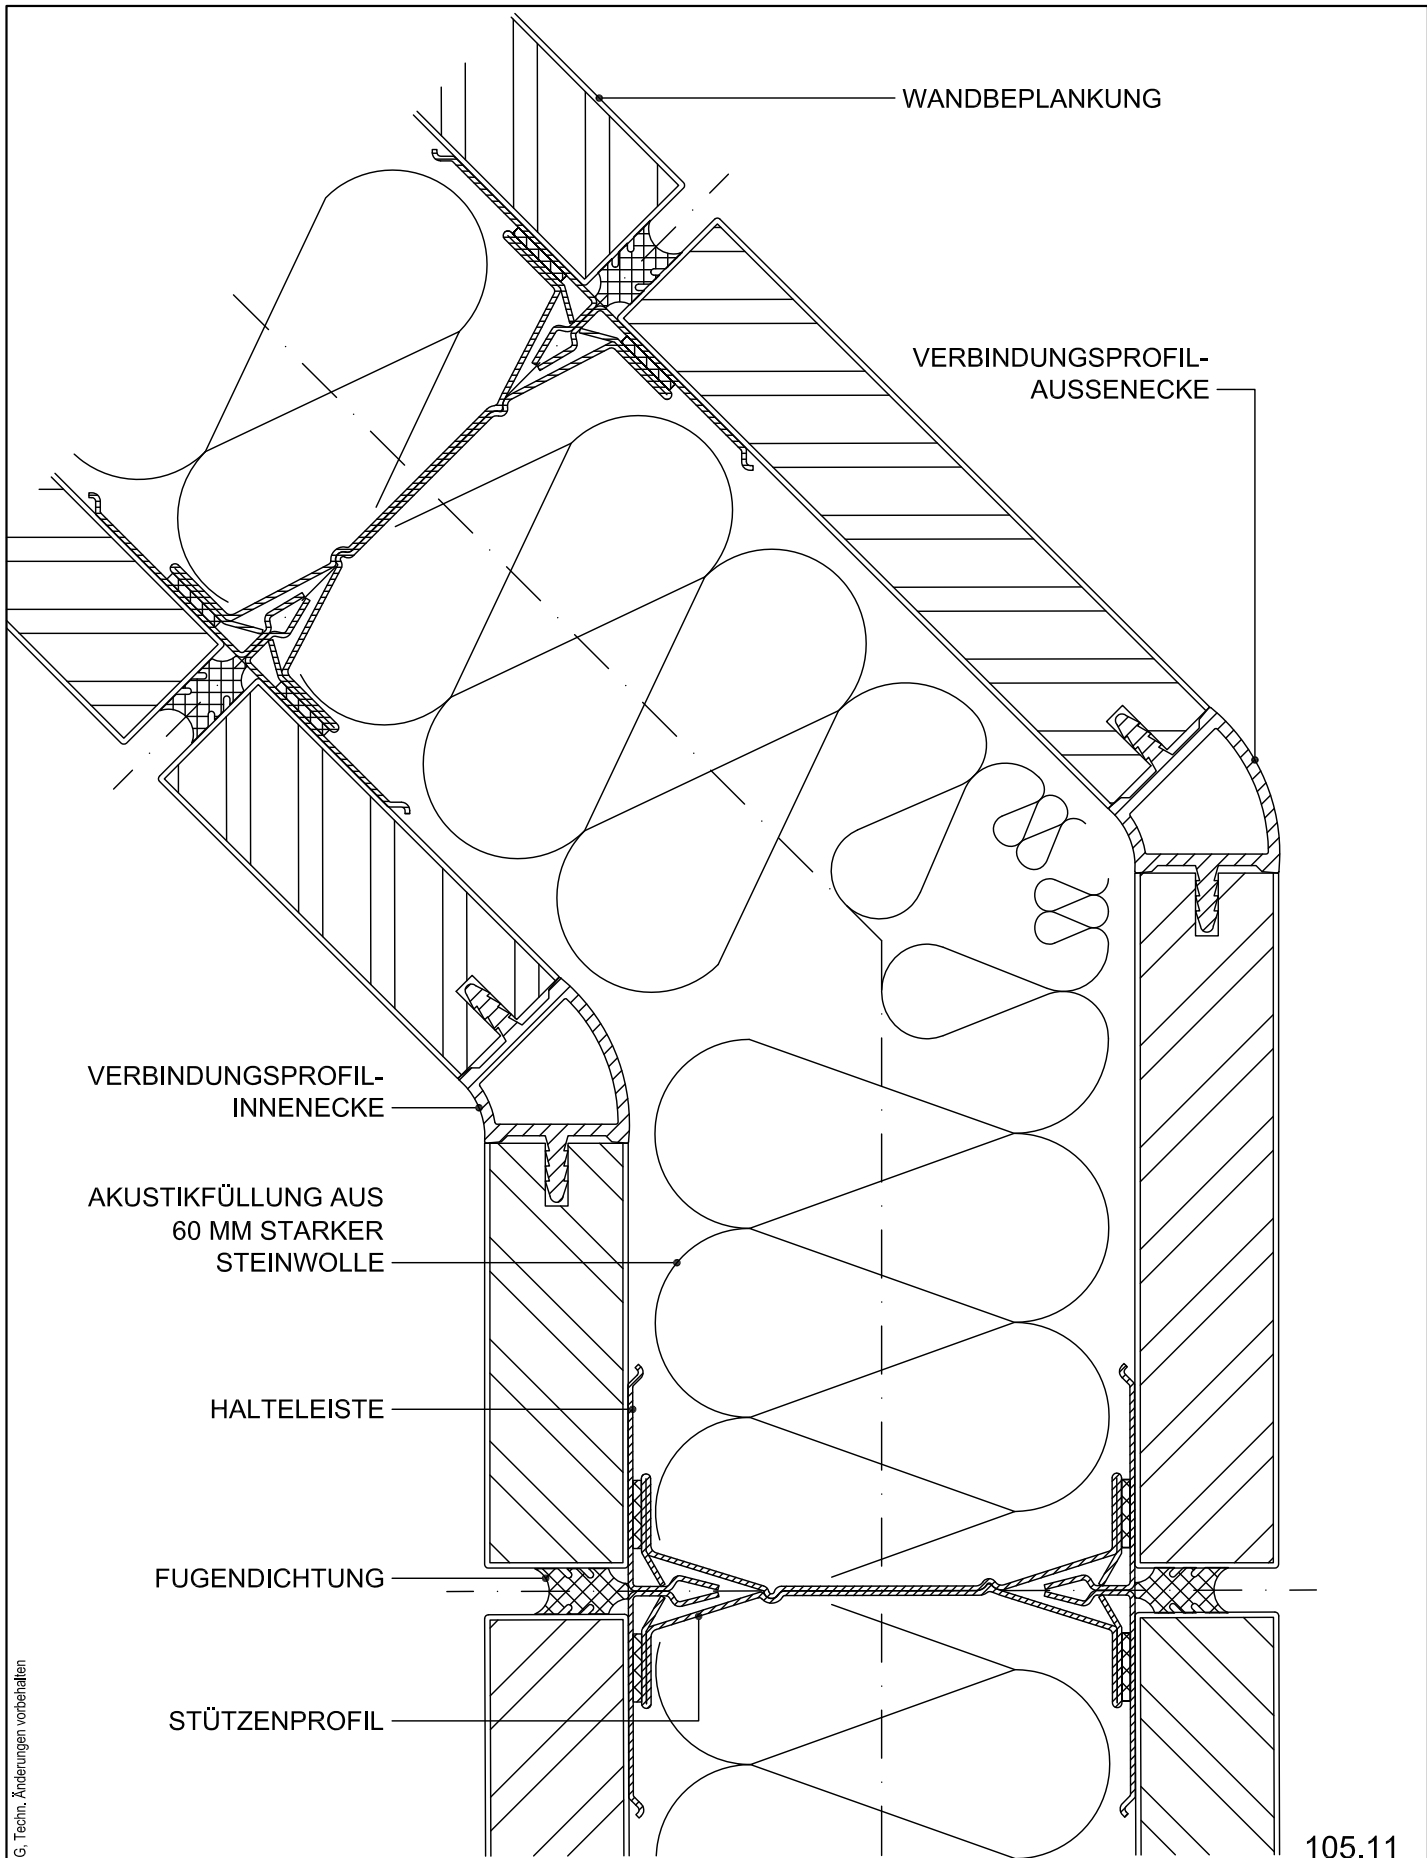 WANDBEPLANKUNG
VERBINDUNGSPROFIL-
AUSSENECKE
VERBINDUNGSPROFIL-
INNENECKE
AKUSTIKFÜLLUNG AUS
60 MM STARKER
STEINWOLLE
HALTELEISTE
FUGENDICHTUNG
STÜTZENPROFIL
G, Techn. Änderungen vorbehalten
105.11